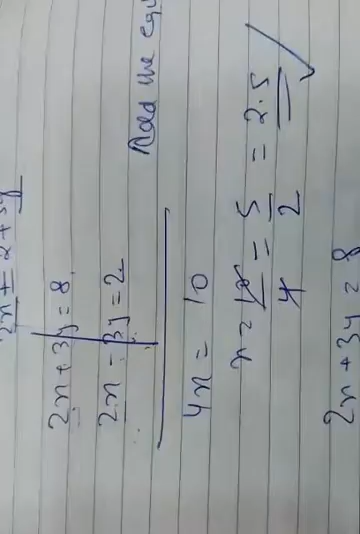 Add the equ
2x + 3y = 8
2x - 3y = 2
4x = 10
x = 10/4 = 5/2 = 2.5
2x + 3y = 8